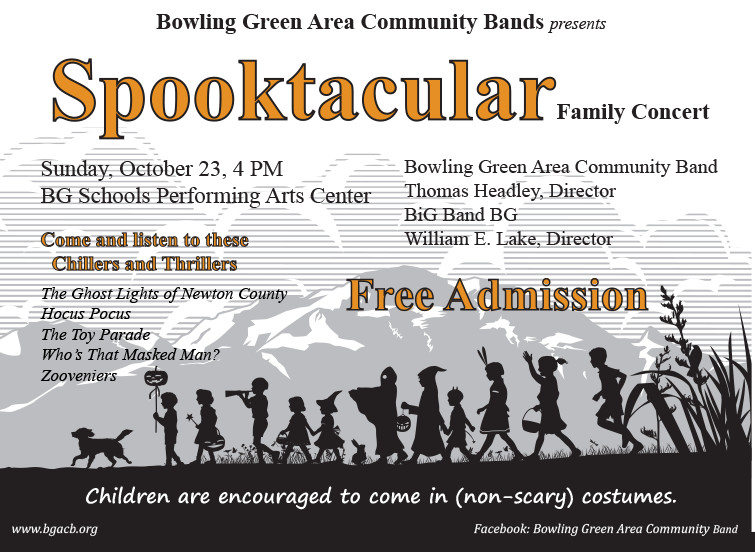 Bowling Green Area Community Bands presents
Spooktacular Family Concert
Sunday, October 23, 4 PM
BG Schools Performing Arts Center
Bowling Green Area Community Band
Thomas Headley, Director
BiG Band BG
William E. Lake, Director
Come and listen to these
Chillers and Thrillers
Free Admission
The Ghost Lights of Newton County
Hocus Pocus
The Toy Parade
Who's That Masked Man?
Zooveniers
Children are encouraged to come in (non-scary) costumes.
www.bgacb.org
Facebook: Bowling Green Area Community Band